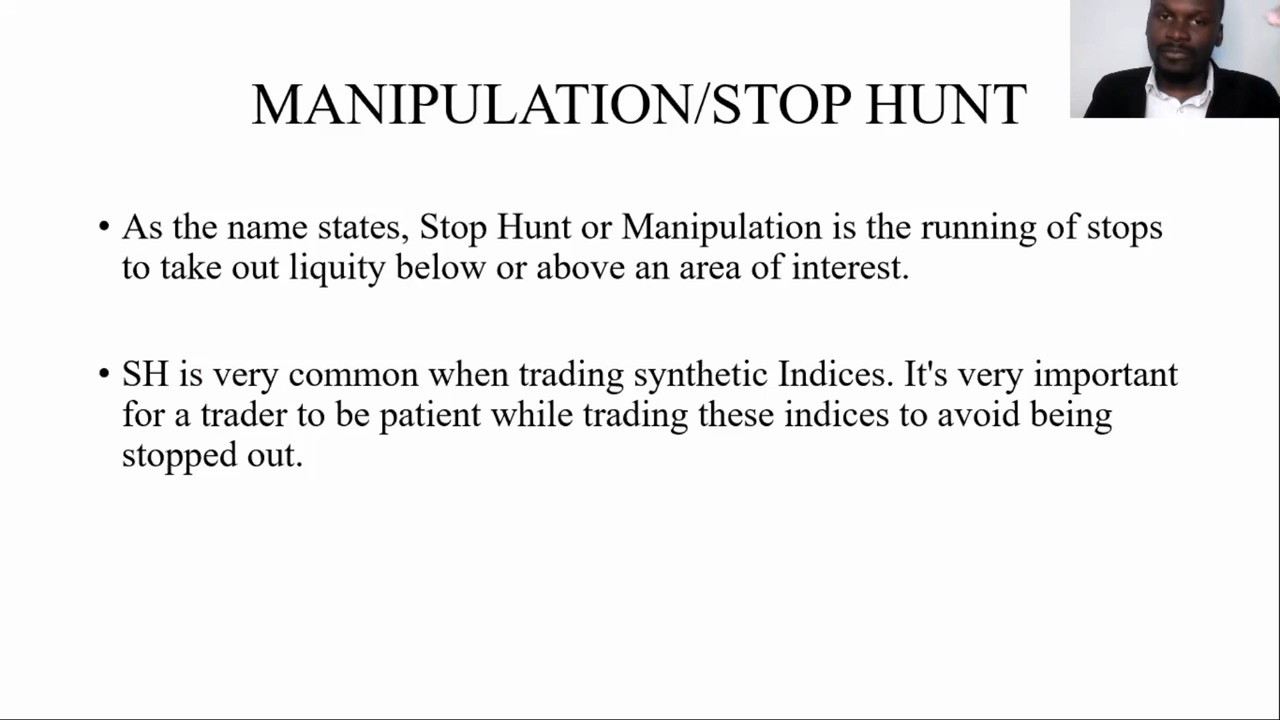 MANIPULATION/STOP HUNT
• As the name states, Stop Hunt or Manipulation is the running of stops
to take out liquity below or above an area of interest.
• SH is very common when trading synthetic Indices. It's very important
for a trader to be patient while trading these indices to avoid being
stopped out.